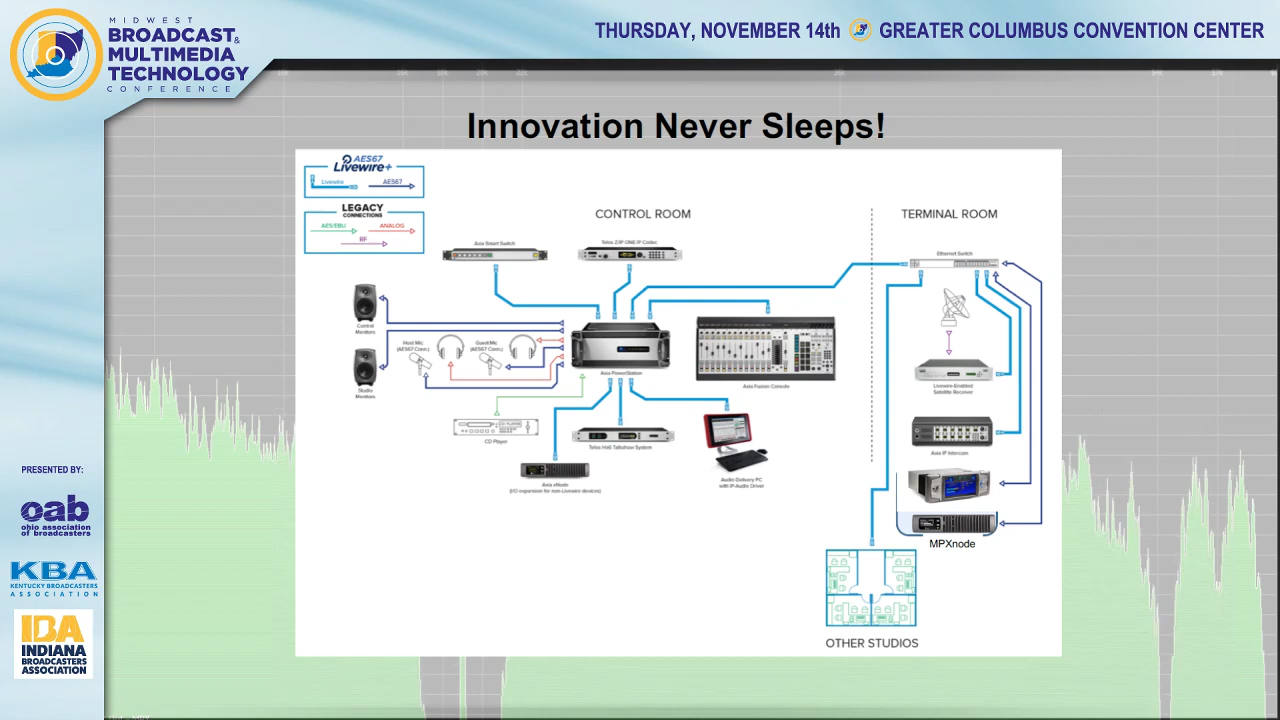 MIDWEST
BROADCAST &
MULTIMEDIA
TECHNOLOGY
CONFERENCE
THURSDAY, NOVEMBER 14th
GREATER COLUMBUS CONVENTION CENTER
Innovation Never Sleeps!
AES67
Livewire+
Livewire
AES67
LEGACY
CONNECTIONS
AES/EBU
ANALOG
RF
CONTROL ROOM
TERMINAL ROOM
Axia Smart Switch
Telos Z/IP ONE IP Codec
Ethernet Switch
Control
Monitors
Host Mic
(AES67 Conn.)
Guest Mic
(AES67 Conn.)
Studio
Monitors
Axia PowerStation
Axia Fusion Console
Livewire-Enabled
Satellite Receiver
CD PLAYER
CD Player
Telos Hx6 Talkshow System
Axia IP Intercom
Axia xNode
(I/O expansion for non-Livewire devices)
Audio Delivery PC
with IP-Audio Driver
MPXnode
OTHER STUDIOS
PRESENTED BY:
oab
ohio association
of broadcasters
KBA
KENTUCKY BROADCASTERS
ASSOCIATION
IBA
INDIANA
BROADCASTERS
ASSOCIATION